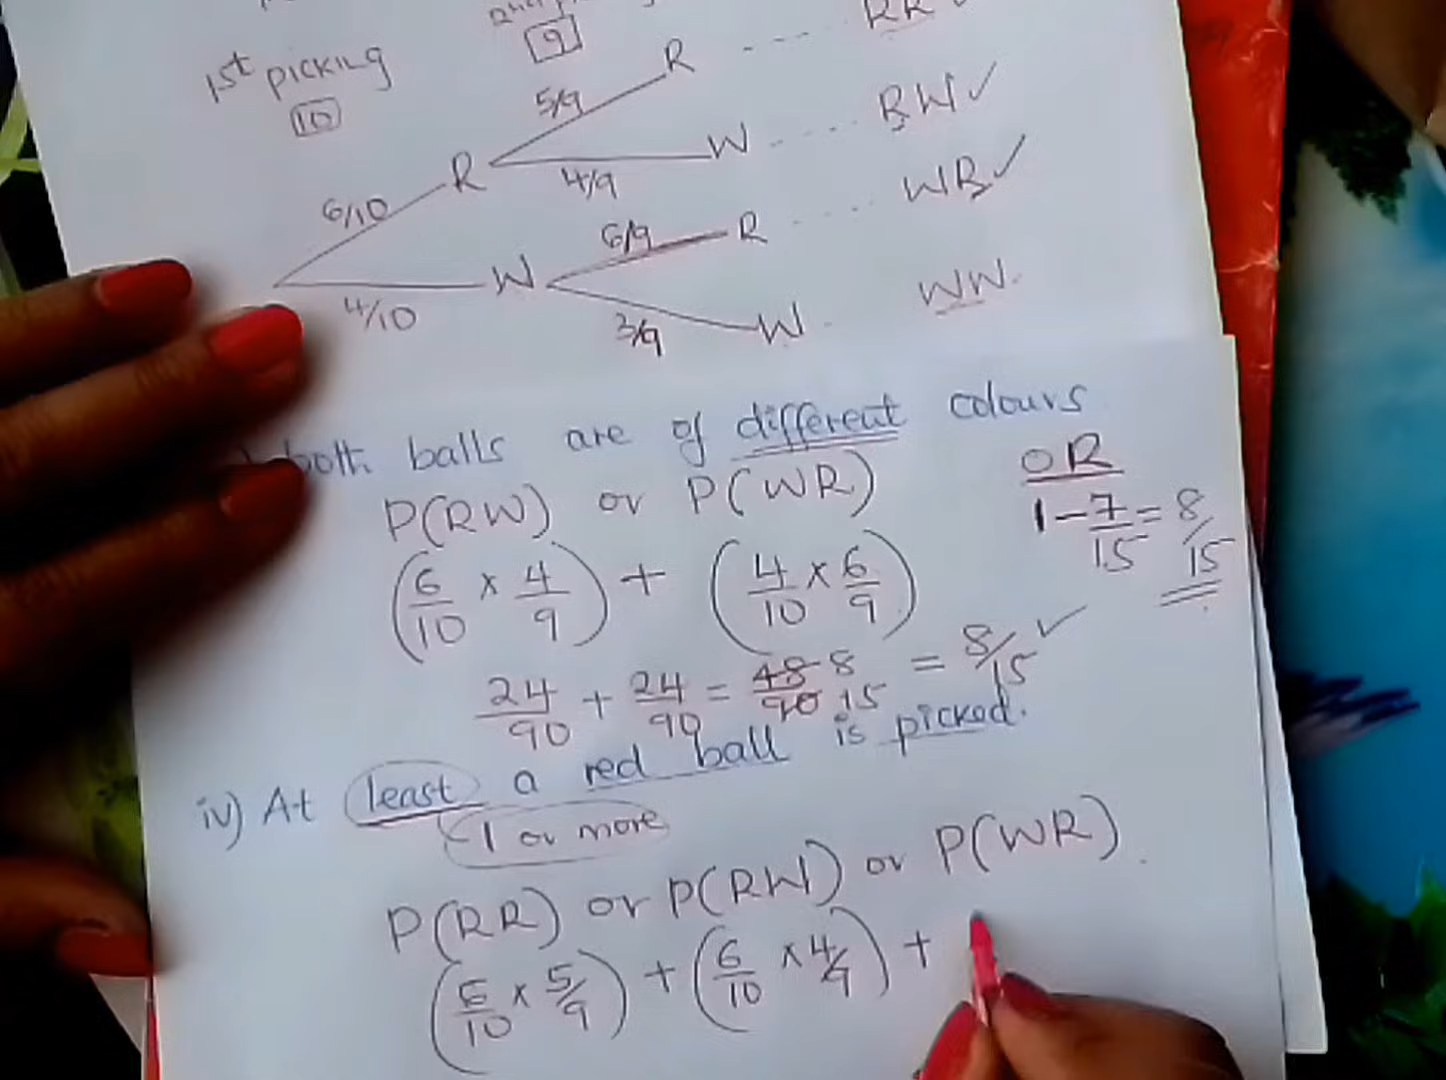 1st picking
10
9
R
RR ✓
5/9
R
W
BW ✓
4/9
6/10
WR ✓
6/9
R
W
4/10
WW.
3/9
W
both balls are of different colours
P(RW) or P(WR)
OR
1 - 7/15 = 8/15
(6/10 × 4/9) + (4/10 × 6/9)
24/90 + 24/90 = 48/90 8/15 = 8/15 ✓
iv) At least a red ball is picked.
1 or more
P(RR) or P(RW) or P(WR).
(6/10 × 5/9) + (6/10 × 4/9) +